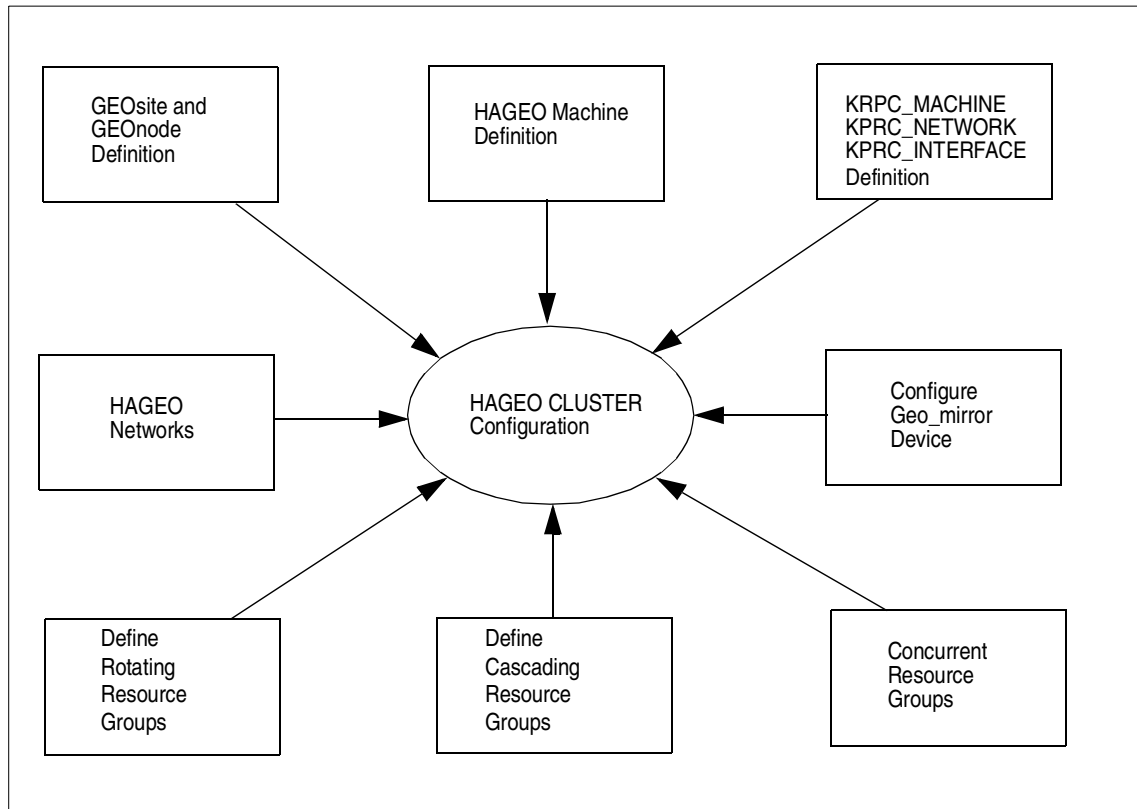 GEOsite and
GEOnode
Definition
HAGEO Machine
Definition
KRPC_MACHINE
KPRC_NETWORK
KPRC_INTERFACE
Definition
HAGEO
Networks
HAGEO CLUSTER
Configuration
Configure
Geo_mirror
Device
Define
Rotating
Resource
Groups
Define
Cascading
Resource
Groups
Concurrent
Resource
Groups